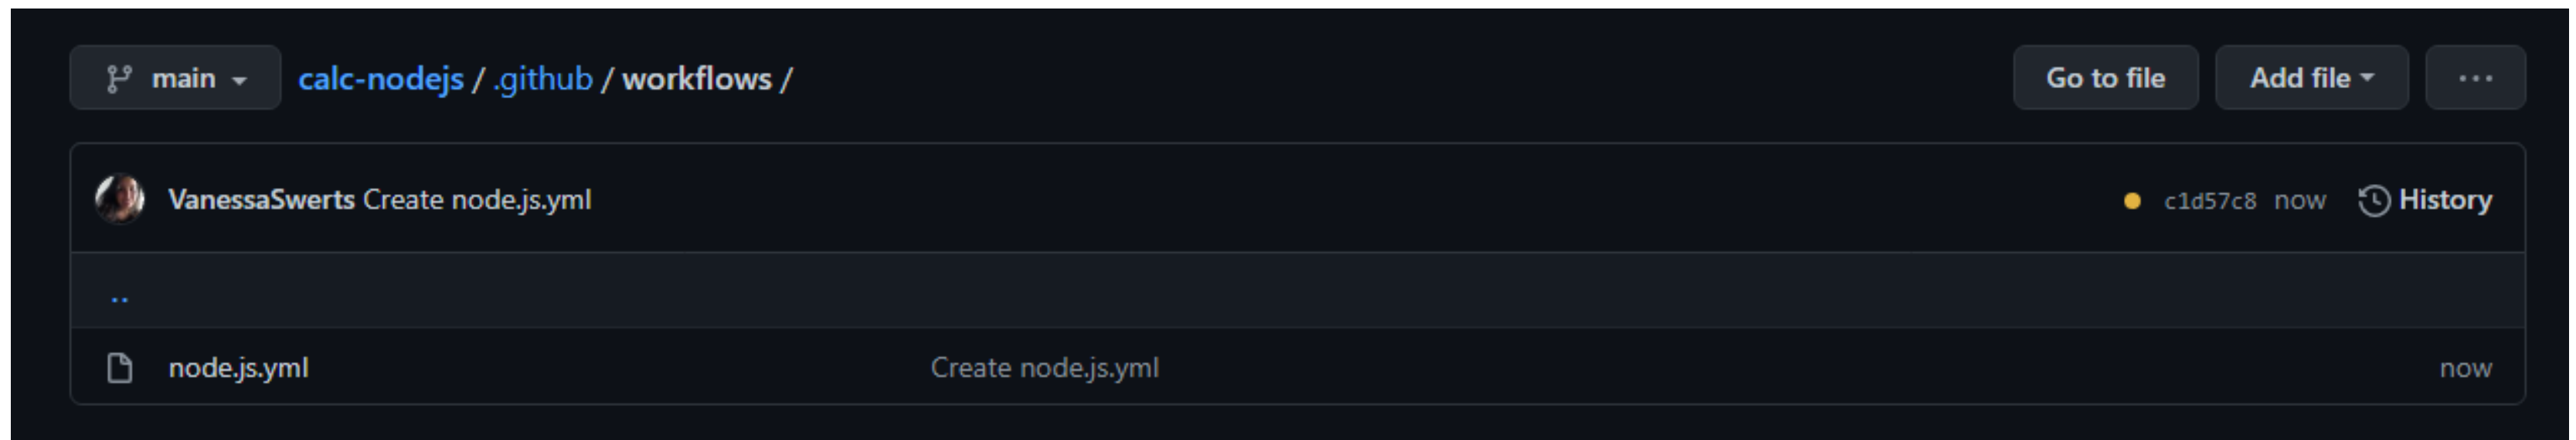 main calc-nodejs / .github / workflows / Go to file Add file ...
VanessaSwerts Create node.js.yml c1d57c8 now History
..
node.js.yml Create node.js.yml now